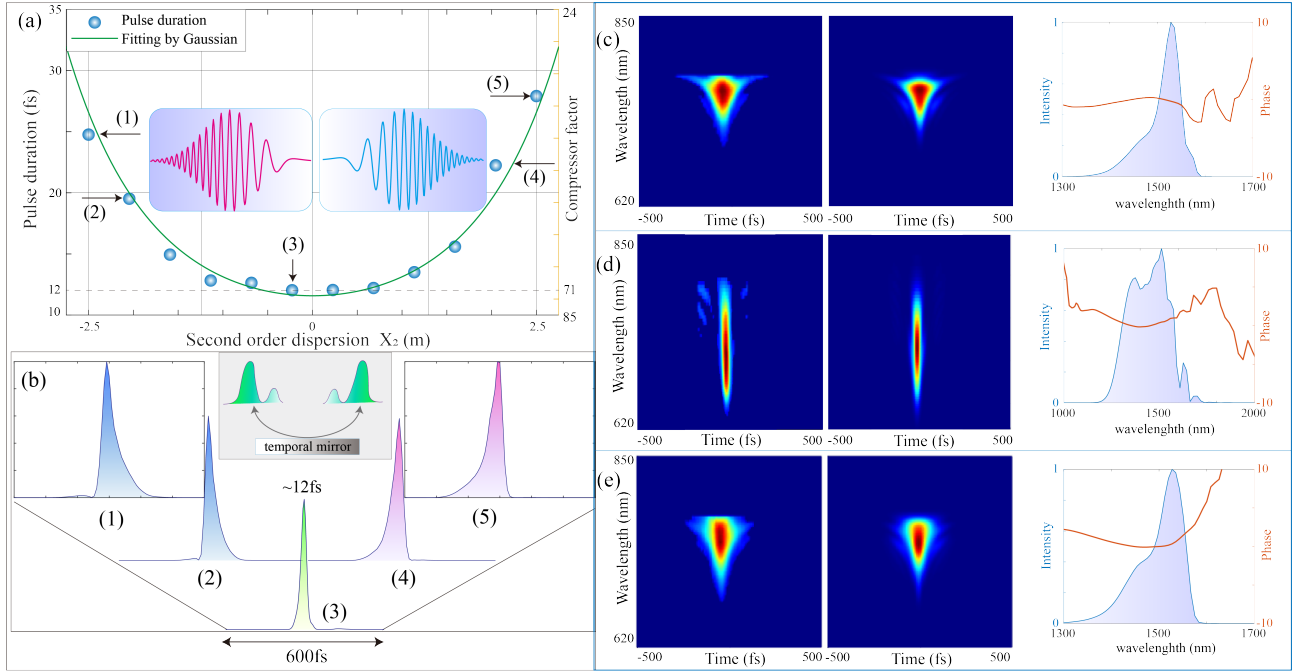 (a)
Pulse duration
Fitting by Gaussian
Pulse duration (fs)
35
30
20
12
10
-2.5
0
2.5
Second order dispersion X₂ (m)
24
71
85
Compressor factor
(1)
(2)
(3)
(4)
(5)
(b)
temporal mirror
~12fs
(1)
(2)
(3)
(4)
(5)
600fs
(c)
850
Wavelength (nm)
620
-500
Time (fs)
500
-500
Time (fs)
500
1
Intensity
0
1300
1500
1700
wavelenghth (nm)
10
Phase
-10
(d)
850
Wavelength (nm)
620
-500
Time (fs)
500
-500
Time (fs)
500
1
Intensity
0
1000
1500
2000
wavelenghth (nm)
10
Phase
-10
(e)
850
Wavelength (nm)
620
-500
Time (fs)
500
-500
Time (fs)
500
1
Intensity
0
1300
1500
1700
wavelenghth (nm)
10
Phase
-10